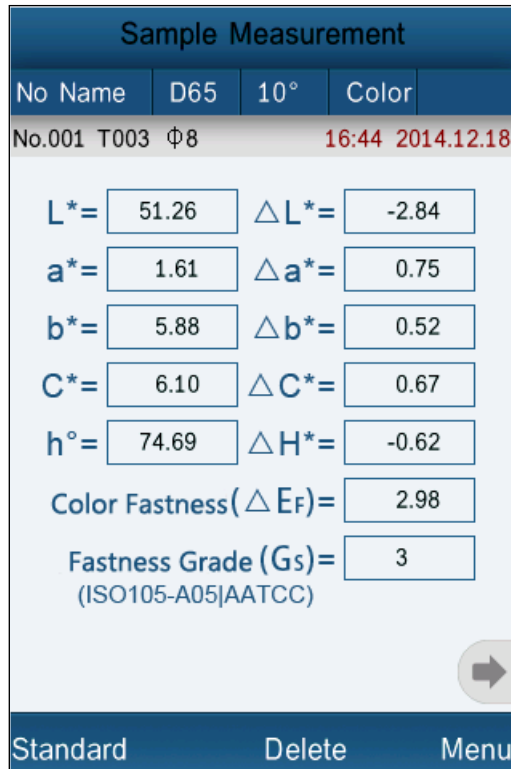 Sample Measurement
No Name D65 10° Color
No.001 T003 Φ8 16:44 2014.12.18
L*= 51.26 △L*= -2.84
a*= 1.61 △a*= 0.75
b*= 5.88 △b*= 0.52
C*= 6.10 △C*= 0.67
h°= 74.69 △H*= -0.62
Color Fastness(△EF)= 2.98
Fastness Grade (Gs)= 3
(ISO105-A05|AATCC)
Standard Delete Menu